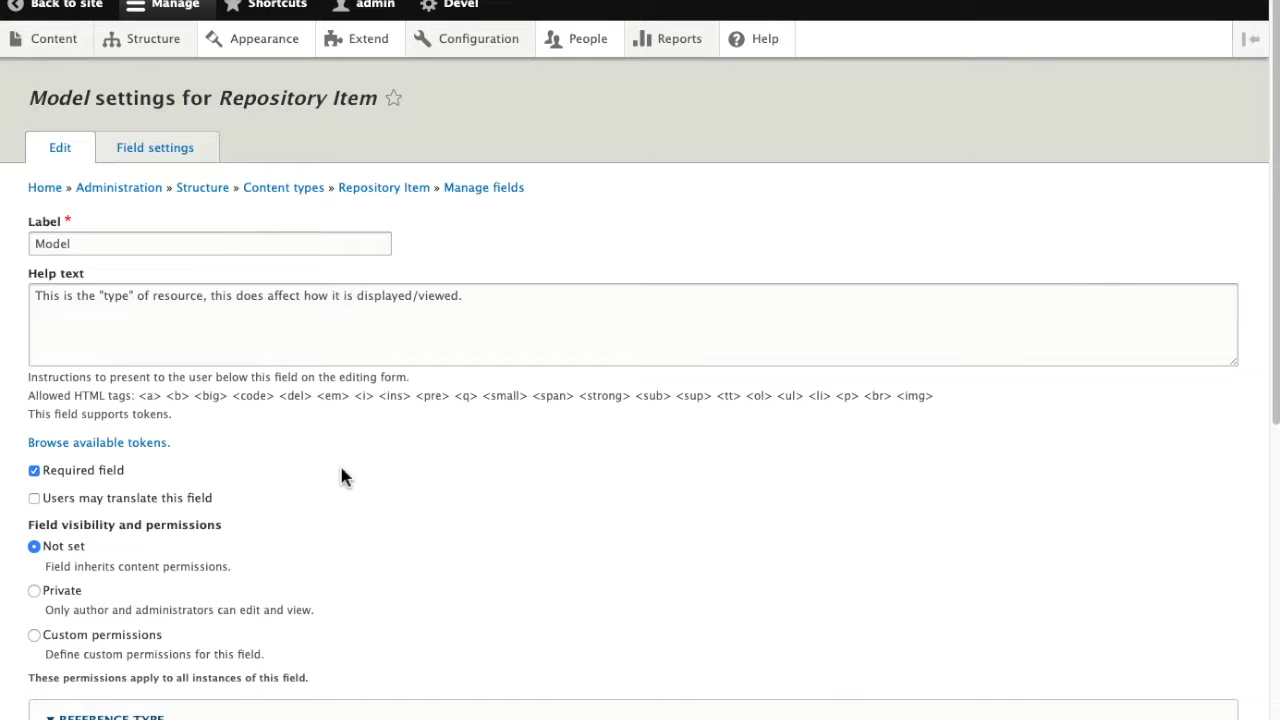 Back to site Manage Shortcuts admin Devel
Content Structure Appearance Extend Configuration People Reports Help
Model settings for Repository Item
Edit Field settings
Home » Administration » Structure » Content types » Repository Item » Manage fields
Label *
Model
Help text
This is the "type" of resource, this does affect how it is displayed/viewed.
Instructions to present to the user below this field on the editing form.
Allowed HTML tags: <a> <b> <big> <code> <del> <em> <i> <ins> <pre> <q> <small> <span> <strong> <sub> <sup> <tt> <ol> <ul> <li> <p> <br> <img>
This field supports tokens.
Browse available tokens.
Required field
Users may translate this field
Field visibility and permissions
Not set
Field inherits content permissions.
Private
Only author and administrators can edit and view.
Custom permissions
Define custom permissions for this field.
These permissions apply to all instances of this field.
▼ REFERENCE TYPE